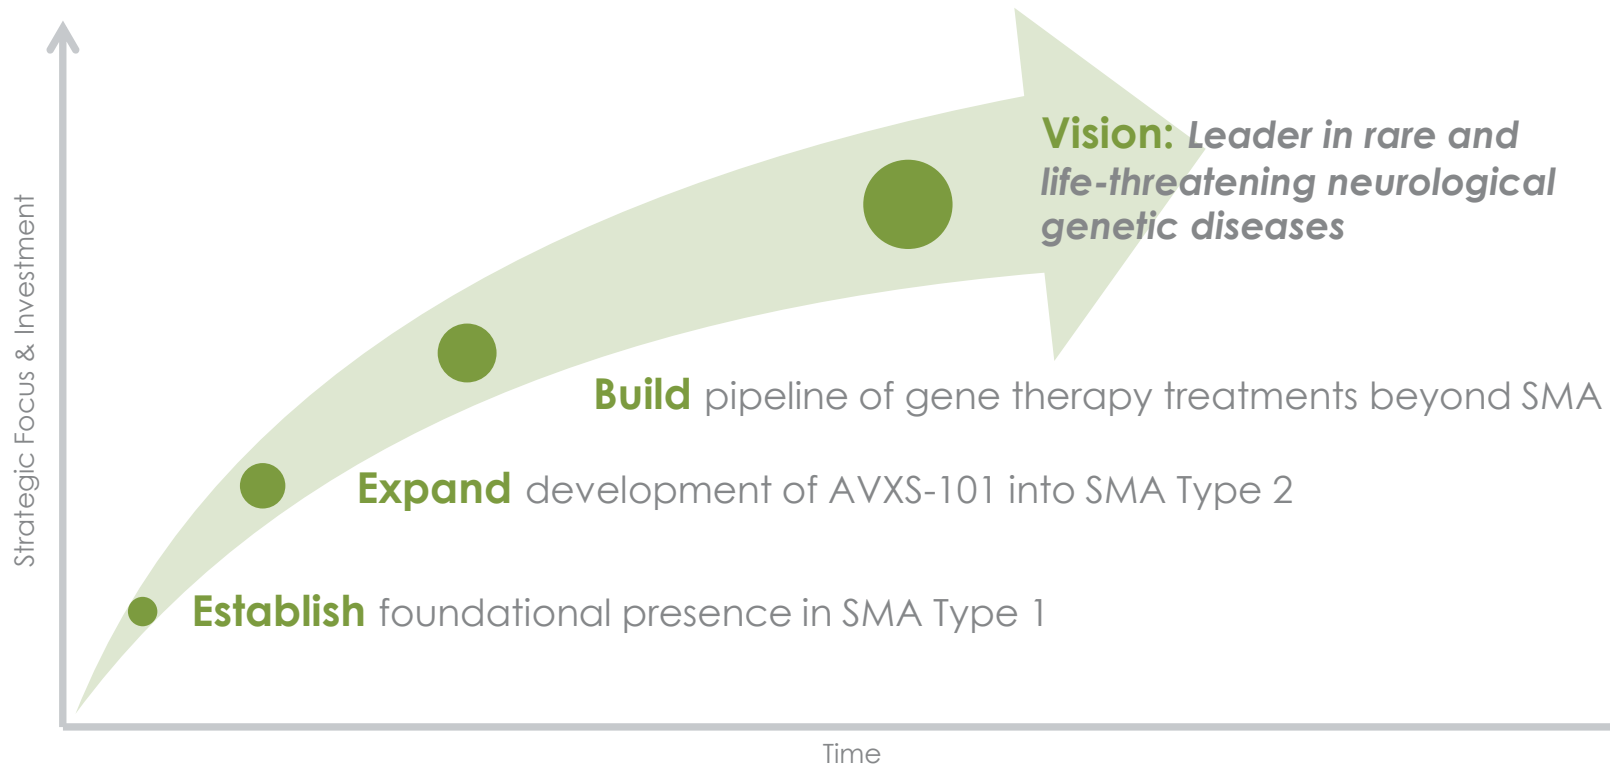 Strategic Focus & Investment
Vision: Leader in rare and
life-threatening neurological
genetic diseases
Build pipeline of gene therapy treatments beyond SMA
Expand development of AVXS-101 into SMA Type 2
Establish foundational presence in SMA Type 1
Time